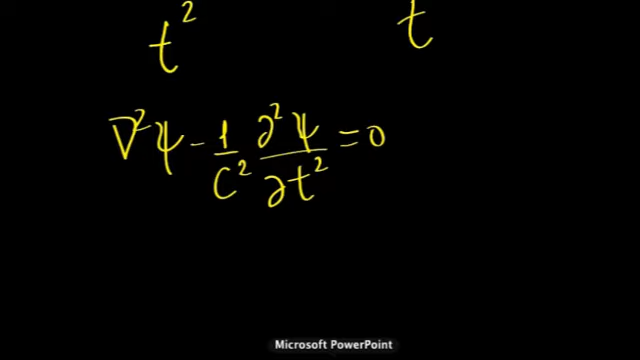 t² t
∇²ψ - 1/c² ∂²ψ/∂t² = 0
Microsoft PowerPoint